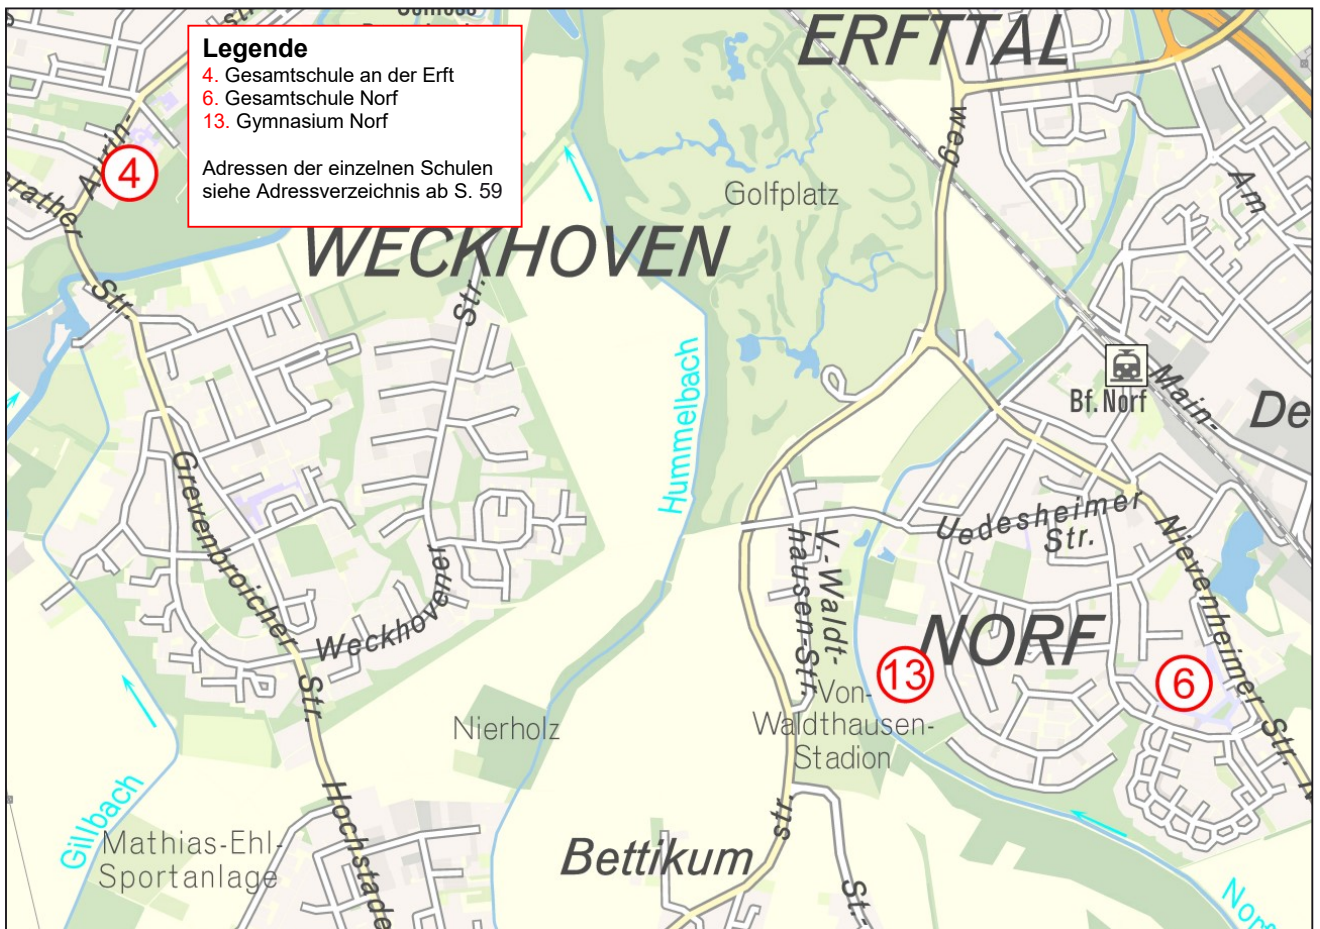 Legende
4. Gesamtschule an der Erft
6. Gesamtschule Norf
13. Gymnasium Norf
Adressen der einzelnen Schulen
siehe Adressverzeichnis ab S. 59
ERFTTAL
weg
Golfplatz
Am
4
WECKHOVEN
Str.
Str.
Hummelbach
Bf. Norf
Main-
De
Grevenbroicher
Str.
Uedesheimer
Str.
V.-Waldt-
hausen-Str.
Nievenheimer Str.
Weckhovener
NORF
13
6
Von-
Waldthausen-
Stadion
Nierholz
Gillbach
Mathias-Ehl-
Sportanlage
Hochstade
Bettikum
str.
St.-
Norf